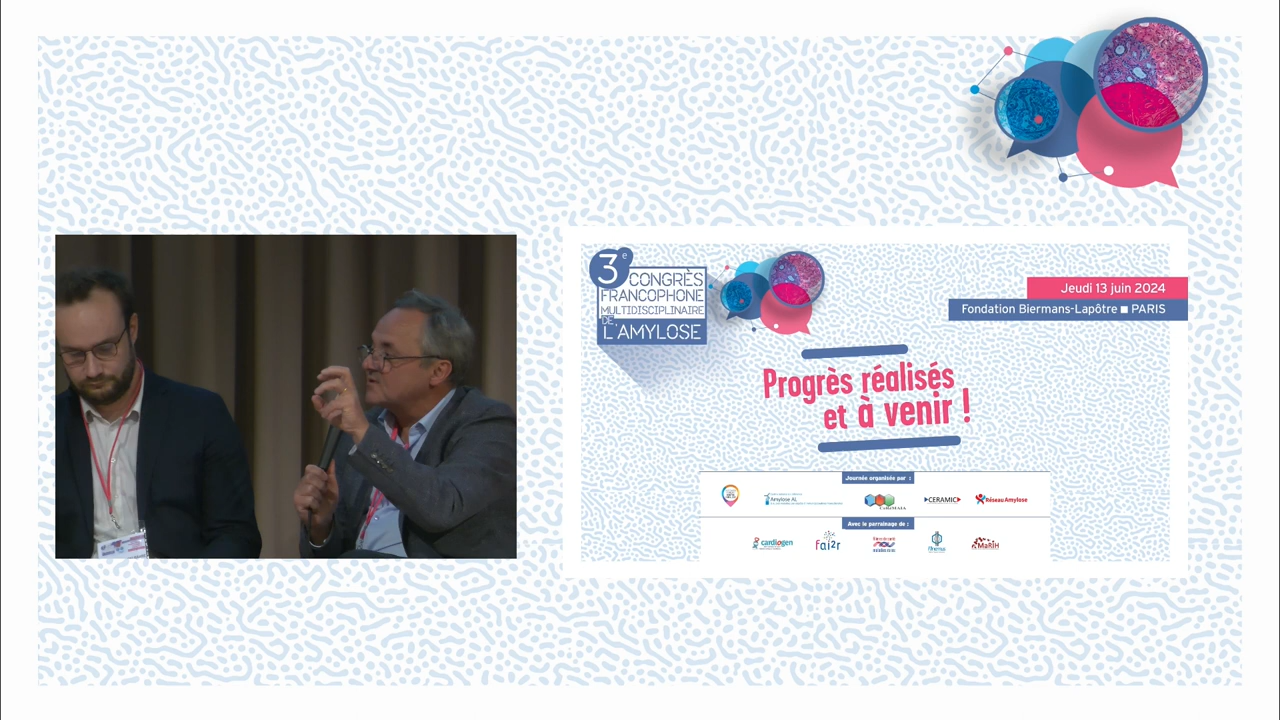 3e CONGRÈS
FRANCOPHONE
MULTIDISCIPLINAIRE
DE
L'AMYLOSE
Jeudi 13 juin 2024
Fondation Biermans-Lapôtre ■ PARIS
Progrès réalisés
et à venir !
Journée organisée par :
Amylose AL
CERAMIC
Réseau Amylose
Avec le parrainage de :
cardiogen
fai2r
filnemus
MaRIH